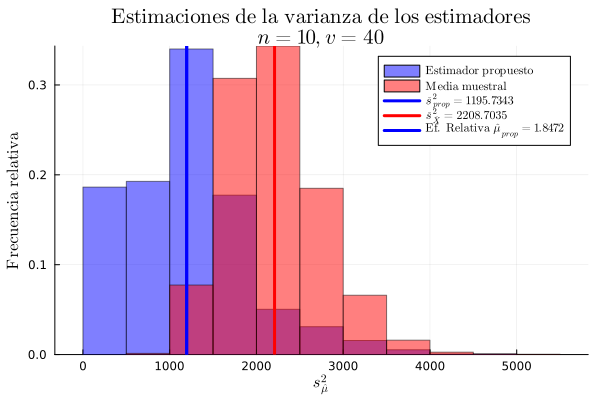 Estimaciones de la varianza de los estimadores
n = 10, v = 40
Estimador propuesto
Media muestral
ŝ²_prop = 1195.7343
ŝ²_X̄ = 2208.7035
Ef. Relativa μ̂_prop = 1.8472
Frecuencia relativa
0.3
0.2
0.1
0.0
0 1000 2000 3000 4000 5000
s²_μ̂